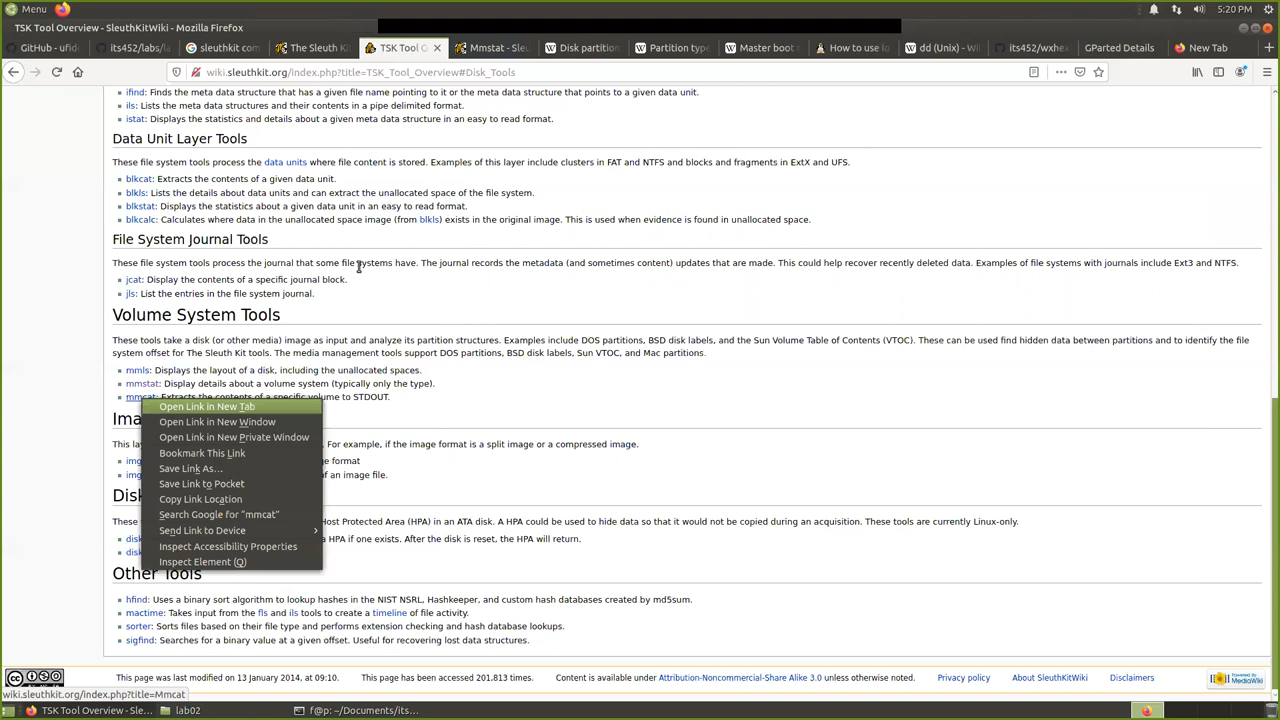 Menu
5:20 PM
TSK Tool Overview - SleuthKitWiki - Mozilla Firefox
GitHub - ufide
its452/labs/la
sleuthkit com
The Sleuth Ki
TSK Tool O
Mmstat - Sleu
Disk partition
Partition type
Master boot
How to use lo
dd (Unix) - Wi
its452/wxhex
GParted Details
New Tab
wiki.sleuthkit.org/index.php?title=TSK_Tool_Overview#Disk_Tools
ifind: Finds the meta data structure that has a given file name pointing to it or the meta data structure that points to a given data unit.
ils: Lists the meta data structures and their contents in a pipe delimited format.
istat: Displays the statistics and details about a given meta data structure in an easy to read format.
Data Unit Layer Tools
These file system tools process the data units where file content is stored. Examples of this layer include clusters in FAT and NTFS and blocks and fragments in ExtX and UFS.
blkcat: Extracts the contents of a given data unit.
blkls: Lists the details about data units and can extract the unallocated space of the file system.
blkstat: Displays the statistics about a given data unit in an easy to read format.
blkcalc: Calculates where data in the unallocated space image (from blkls) exists in the original image. This is used when evidence is found in unallocated space.
File System Journal Tools
These file system tools process the journal that some file systems have. The journal records the metadata (and sometimes content) updates that are made. This could help recover recently deleted data. Examples of file systems with journals include Ext3 and NTFS.
jcat: Display the contents of a specific journal block.
jls: List the entries in the file system journal.
Volume System Tools
These tools take a disk (or other media) image as input and analyze its partition structures. Examples include DOS partitions, BSD disk labels, and the Sun Volume Table of Contents (VTOC). These can be used find hidden data between partitions and to identify the file
system offset for The Sleuth Kit tools. The media management tools support DOS partitions, BSD disk labels, Sun VTOC, and Mac partitions.
mmls: Displays the layout of a disk, including the unallocated spaces.
mmstat: Display details about a volume system (typically only the type).
mmcat: Extracts the contents of a specific volume to STDOUT.
Open Link in New Tab
Ima
Open Link in New Window
Open Link in New Private Window
This lay
For example, if the image format is a split image or a compressed image.
Bookmark This Link
img
ge format
Save Link As…
img
of an image file.
Save Link to Pocket
Disk
Copy Link Location
Search Google for “mmcat”
These
Host Protected Area (HPA) in an ATA disk. A HPA could be used to hide data so that it would not be copied during an acquisition. These tools are currently Linux-only.
Send Link to Device
disk
a HPA if one exists. After the disk is reset, the HPA will return.
Inspect Accessibility Properties
disk
Inspect Element (Q)
Other Tools
hfind: Uses a binary sort algorithm to lookup hashes in the NIST NSRL, Hashkeeper, and custom hash databases created by md5sum.
mactime: Takes input from the fls and ils tools to create a timeline of file activity.
sorter: Sorts files based on their file type and performs extension checking and hash database lookups.
sigfind: Searches for a binary value at a given offset. Useful for recovering lost data structures.
This page was last modified on 13 January 2014, at 09:10.
This page has been accessed 201,813 times.
Content is available under Attribution-Noncommercial-Share Alike 3.0 unless otherwise noted.
Privacy policy
About SleuthKitWiki
Disclaimers
Powered By MediaWiki
wiki.sleuthkit.org/index.php?title=Mmcat
TSK Tool Overview - S…
lab02
f@p: ~/Documents/its…